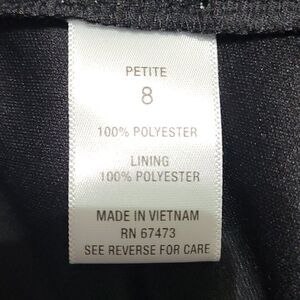 PETITE
8
100% POLYESTER
LINING
100% POLYESTER
MADE IN VIETNAM
RN 67473
SEE REVERSE FOR CARE